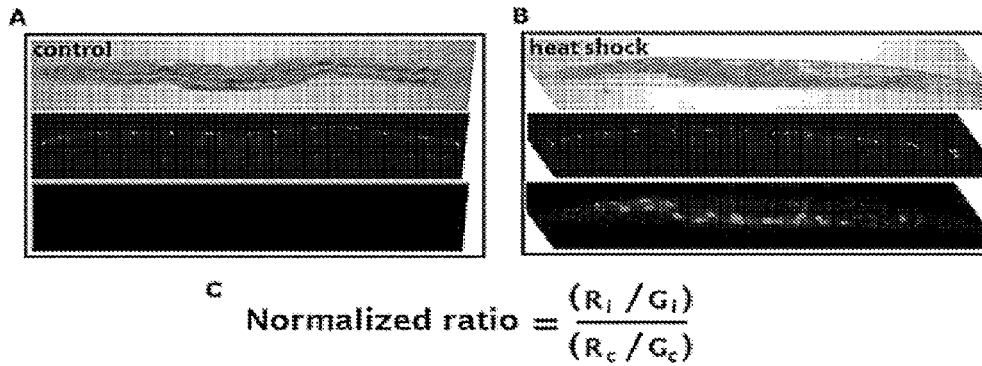 A
B
control
heat shock
C
Normalized ratio = (R_i / G_i) / (R_c / G_c)